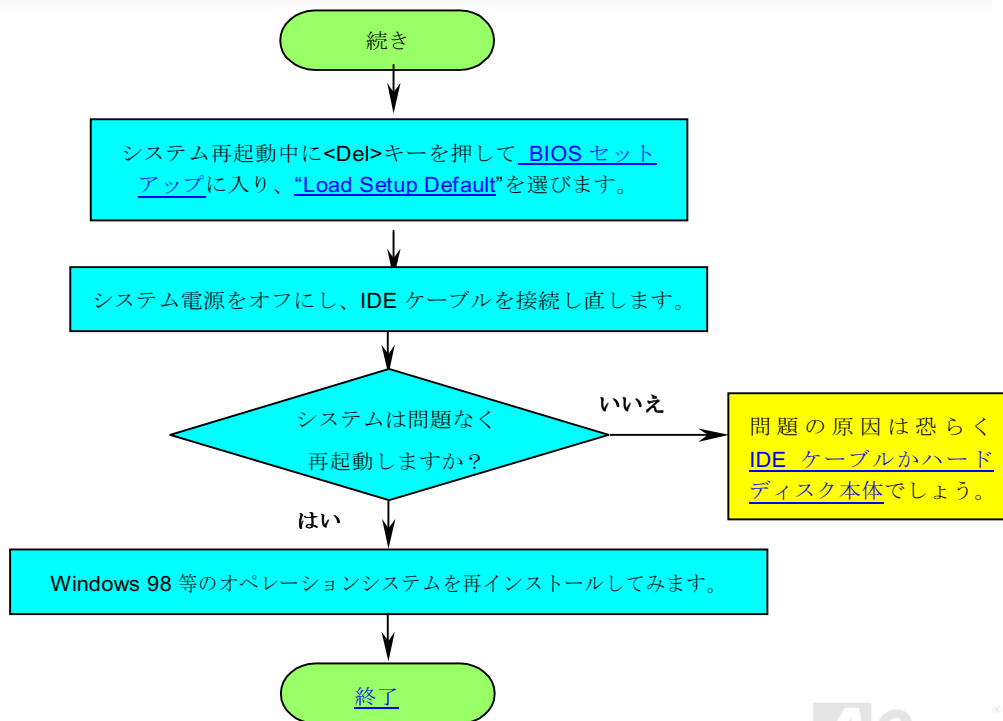 続き
システム再起動中に<Del>キーを押して BIOS セット
アップに入り、“Load Setup Default”を選びます。
システム電源をオフにし、IDE ケーブルを接続し直します。
システムは問題なく
再起動しますか？
いいえ
問題の原因は恐らく
IDE ケーブルかハード
ディスク本体でしょう。
はい
Windows 98 等のオペレーションシステムを再インストールしてみます。
終了